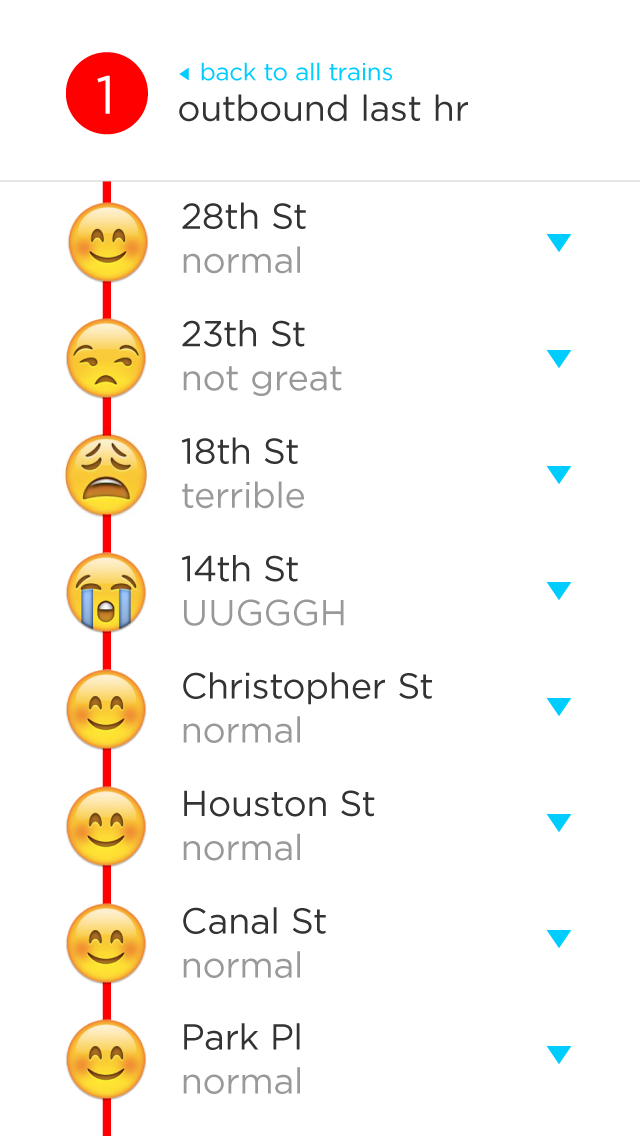 1
back to all trains
outbound last hr
28th St
normal
23th St
not great
18th St
terrible
14th St
UUGGGH
Christopher St
normal
Houston St
normal
Canal St
normal
Park Pl
normal